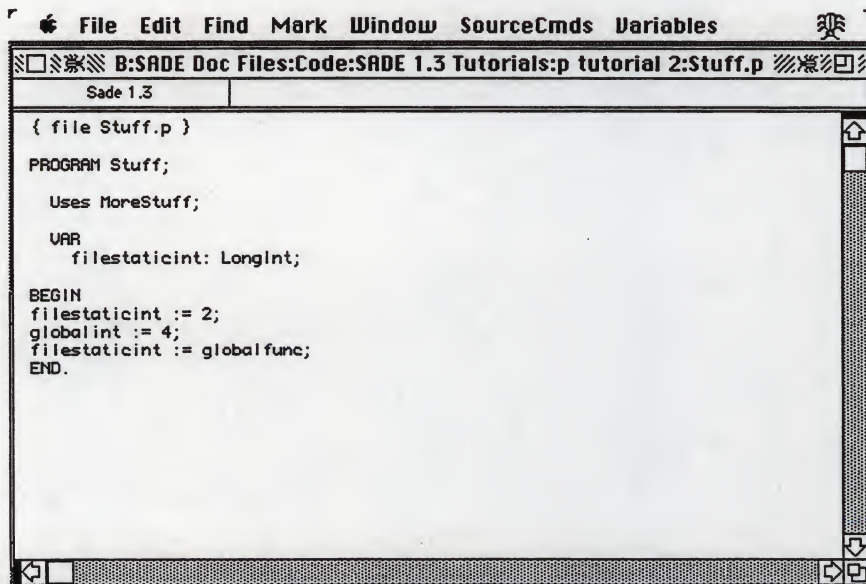 File Edit Find Mark Window SourceCmds Variables
B:SADE Doc Files:Code:SADE 1.3 Tutorials:p tutorial 2:Stuff.p
Sade 1.3
{ file Stuff.p }
PROGRAM Stuff;
Uses MoreStuff;
VAR
filestaticint: LongInt;
BEGIN
filestaticint := 2;
globalint := 4;
filestaticint := globalfunc;
END.